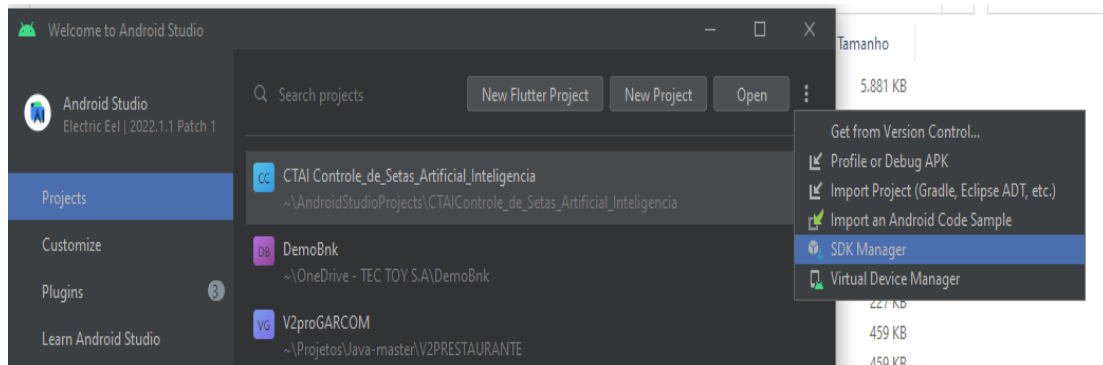 Welcome to Android Studio
Tamanho
Android Studio
Electric Eel | 2022.1.1 Patch 1
Search projects
New Flutter Project
New Project
Open
5.881 KB
Get from Version Control...
Profile or Debug APK
Import Project (Gradle, Eclipse ADT, etc.)
Import an Android Code Sample
SDK Manager
Virtual Device Manager
Projects
Customize
Plugins
3
Learn Android Studio
CC
CTAI Controle_de_Setas_Artificial_Inteligencia
~\AndroidStudioProjects\CTAIControle_de_Setas_Artificial_Inteligencia
DB
DemoBnk
~\OneDrive - TEC TOY S.A\DemoBnk
VG
V2proGARCOM
~\Projetos\Java-master\V2PRESTAURANTE
227 KB
459 KB
459 KB